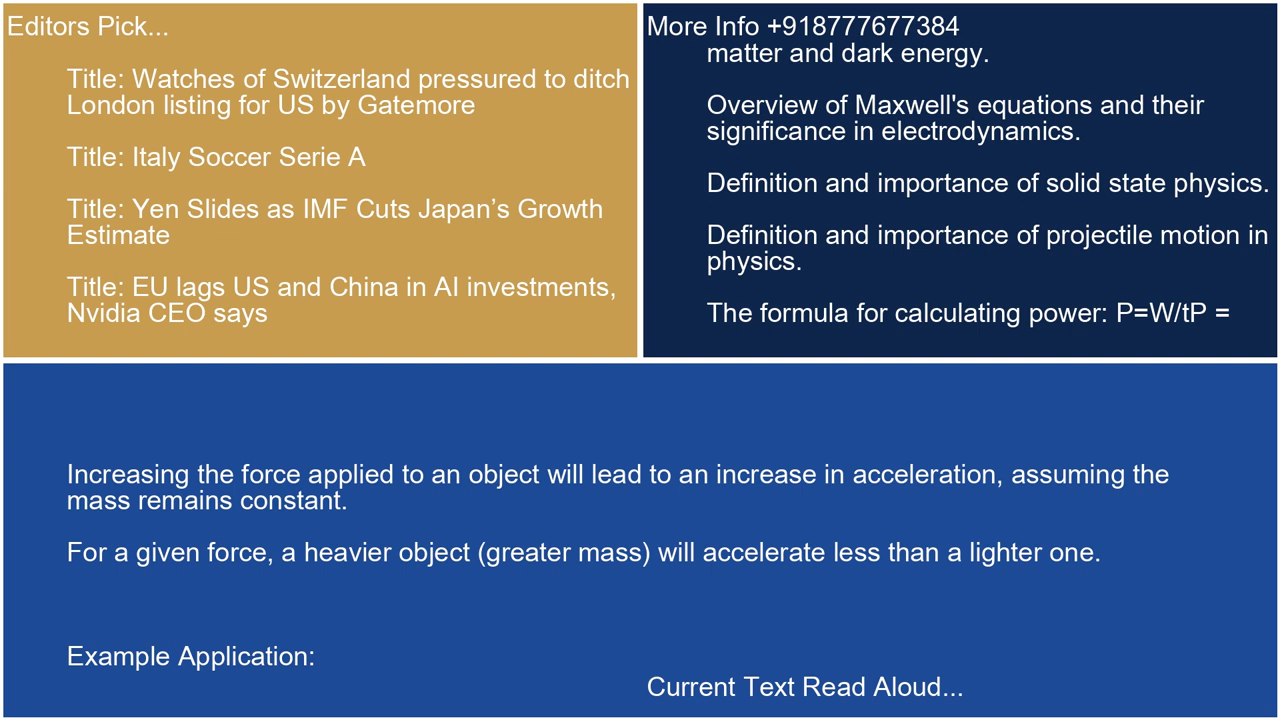 Editors Pick...
Title: Watches of Switzerland pressured to ditch
London listing for US by Gatemore
Title: Italy Soccer Serie A
Title: Yen Slides as IMF Cuts Japan’s Growth
Estimate
Title: EU lags US and China in AI investments,
Nvidia CEO says
More Info +918777677384
matter and dark energy.
Overview of Maxwell's equations and their
significance in electrodynamics.
Definition and importance of solid state physics.
Definition and importance of projectile motion in
physics.
The formula for calculating power: P=W/tP =
Increasing the force applied to an object will lead to an increase in acceleration, assuming the
mass remains constant.
For a given force, a heavier object (greater mass) will accelerate less than a lighter one.
Example Application:
Current Text Read Aloud...